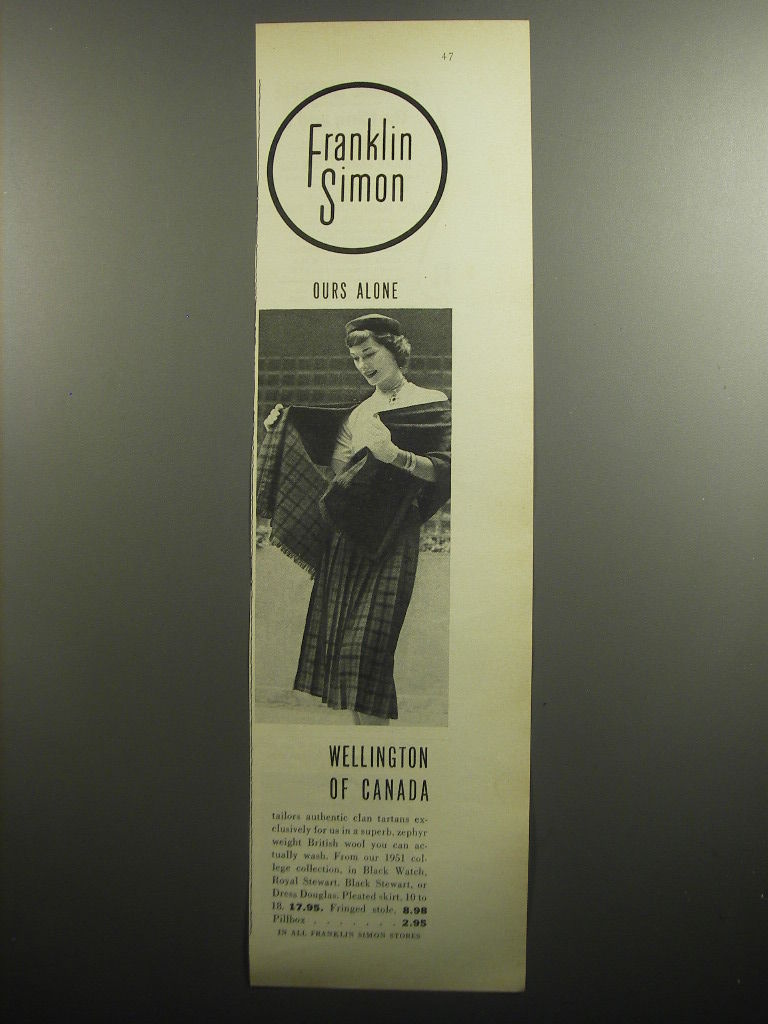 47
Franklin
Simon
OURS ALONE
WELLINGTON
OF CANADA
tailors authentic clan tartans ex-
clusively for us in a superb, zephyr
weight British wool you can ac-
tually wash. From our 1951 col-
lege collection, in Black Watch,
Royal Stewart, Black Stewart, or
Dress Douglas. Pleated skirt, 10 to
18, 17.95. Fringed stole, 8.98
Pillbox . . . . . . . 2.95
IN ALL FRANKLIN SIMON STORES